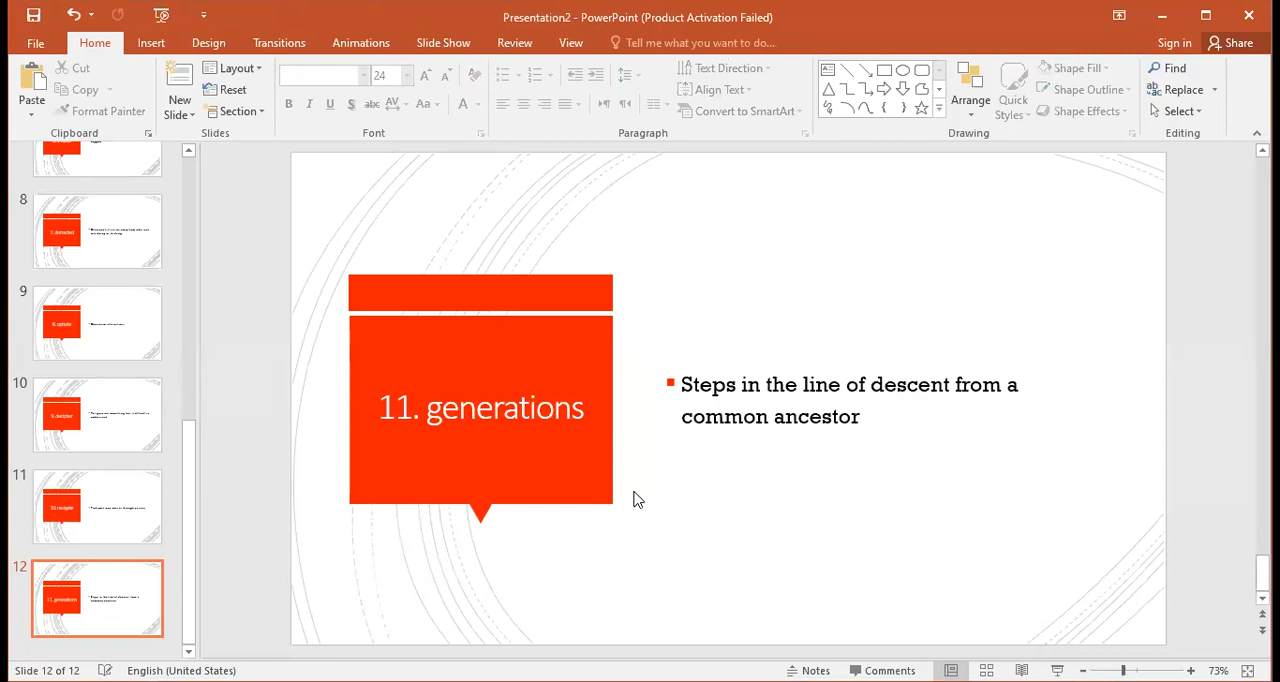 Presentation2 - PowerPoint (Product Activation Failed)
File Home Insert Design Transitions Animations Slide Show Review View Tell me what you want to do... Sign in Share
Paste Cut Copy Format Painter
Clipboard
New Slide Layout Reset Section
Slides
24
B I U S abc AV Aa A
Font
Text Direction
Align Text
Convert to SmartArt
Paragraph
Arrange Quick Styles Shape Fill Shape Outline Shape Effects
Drawing
Find
Replace
Select
Editing
8
9
10
11
12
11. generations
Steps in the line of descent from a
common ancestor
Slide 12 of 12 English (United States) Notes Comments 73%